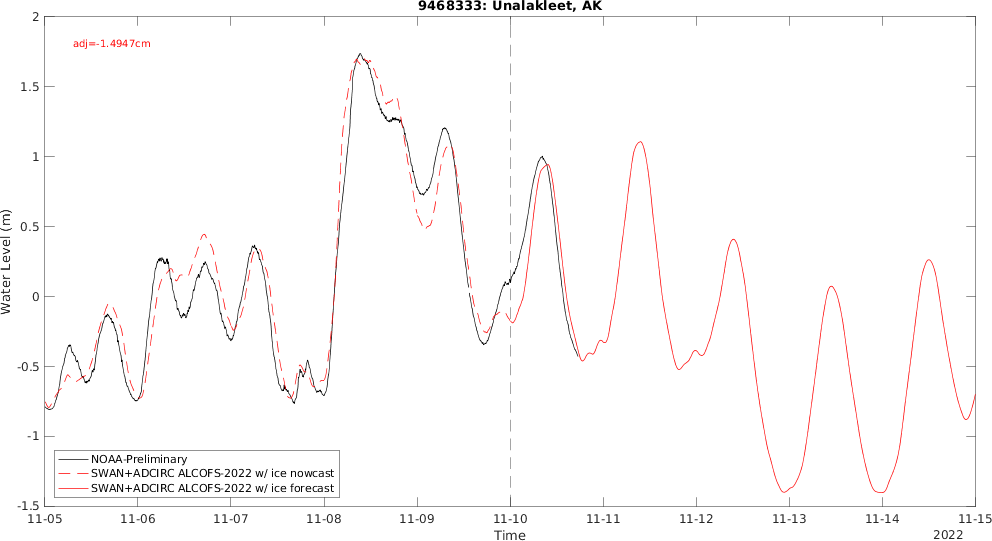 9468333: Unalakleet, AK
adj=-1.4947cm
2
1.5
1
0.5
0
-0.5
-1
-1.5
Water Level (m)
NOAA-Preliminary
SWAN+ADCIRC ALCOFS-2022 w/ ice nowcast
SWAN+ADCIRC ALCOFS-2022 w/ ice forecast
11-05 11-06 11-07 11-08 11-09 11-10 11-11 11-12 11-13 11-14 11-15
Time
2022